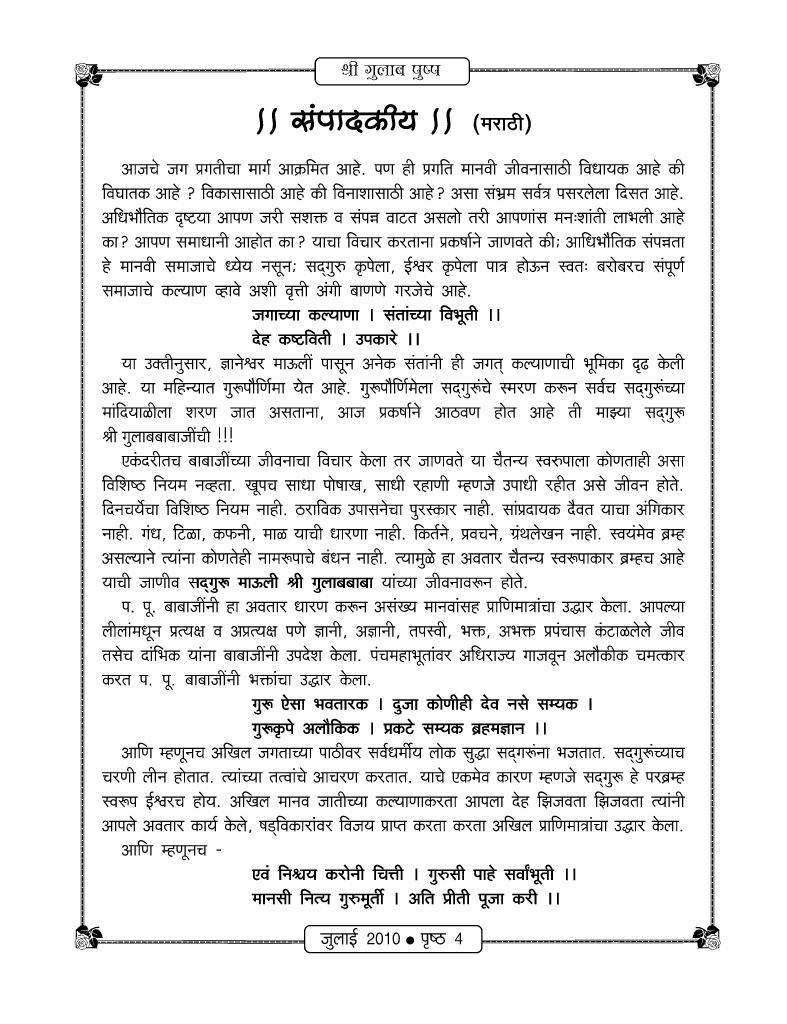 श्री गुलाब पुष्प
।। संपादकीय ।। (मराठी)
आजचे जग प्रगतीचा मार्ग आक्रमित आहे. पण ही प्रगति मानवी जीवनासाठी विधायक आहे की
विघातक आहे ? विकासासाठी आहे की विनाशासाठी आहे? असा संभ्रम सर्वत्र पसरलेला दिसत आहे.
अधिभौतिक दृष्टया आपण जरी सशक्त व संपन्न वाटत असलो तरी आपणांस मनःशांती लाभली आहे
का? आपण समाधानी आहोत का? याचा विचार करताना प्रकर्षाने जाणवते की; आधिभौतिक संपन्नता
हे मानवी समाजाचे ध्येय नसून; सद्‌गुरु कृपेला, ईश्वर कृपेला पात्र होऊन स्वतः बरोबरच संपूर्ण
समाजाचे कल्याण व्हावे अशी वृत्ती अंगी बाणणे गरजेचे आहे.
जगाच्या कल्याणा । संतांच्या विभूती ।।
देह कष्टविती । उपकारे ।।
या उक्तीनुसार, ज्ञानेश्वर माऊलीं पासून अनेक संतांनी ही जगत् कल्याणाची भूमिका दृढ केली
आहे. या महिन्यात गुरूपौर्णिमा येत आहे. गुरूपौर्णिमेला सद्‌गुरुंचे स्मरण करून सर्वच सद्‌गुरुंच्या
मांदियाळीला शरण जात असताना, आज प्रकर्षाने आठवण होत आहे ती माझ्या सद्‌गुरु
श्री गुलाबबाबाजींची !!!
एकंदरीतच बाबाजींच्या जीवनाचा विचार केला तर जाणवते या चैतन्य स्वरुपाला कोणताही असा
विशिष्ठ नियम नव्हता. खूपच साधा पोषाख, साधी रहाणी म्हणजे उपाधी रहीत असे जीवन होते.
दिनचर्येचा विशिष्ठ नियम नाही. ठराविक उपासनेचा पुरस्कार नाही. सांप्रदायक दैवत याचा अंगिकार
नाही. गंध, टिळा, कफनी, माळ याची धारणा नाही. किर्तने, प्रवचने, ग्रंथलेखन नाही. स्वयंमेव ब्रम्ह
असल्याने त्यांना कोणतेही नामरूपाचे बंधन नाही. त्यामुळे हा अवतार चैतन्य स्वरूपाकार ब्रम्हच आहे
याची जाणीव सद्‌गुरू माऊली श्री गुलाबबाबा यांच्या जीवनावरून होते.
प. पू. बाबाजींनी हा अवतार धारण करून असंख्य मानवांसह प्राणिमात्रांचा उद्धार केला. आपल्या
लीलांमधून प्रत्यक्ष व अप्रत्यक्ष पणे ज्ञानी, अज्ञानी, तपस्वी, भक्त, अभक्त प्रपंचास कंटाळलेले जीव
तसेच दांभिक यांना बाबाजींनी उपदेश केला. पंचमहाभूतांवर अधिराज्य गाजवून अलौकीक चमत्कार
करत प. पू. बाबाजींनी भक्तांचा उद्धार केला.
गुरू ऐसा भवतारक । दुजा कोणीही देव नसे सम्यक ।
गुरूकृपे अलौकिक । प्रकटे सम्यक ब्रहमज्ञान ।।
आणि म्हणूनच अखिल जगताच्या पाठीवर सर्वधर्मीय लोक सुद्धा सद्‌गरूंना भजतात. सद्‌गुरूंच्याच
चरणी लीन होतात. त्यांच्या तत्वांचे आचरण करतात. याचे एकमेव कारण म्हणजे सद्‌गुरू हे परब्रम्ह
स्वरूप ईश्वरच होय. अखिल मानव जातीच्या कल्याणाकरता आपला देह झिजवता झिजवता त्यांनी
आपले अवतार कार्य केले, षड्‌विकारांवर विजय प्राप्त करता करता अखिल प्राणिमात्रांचा उद्धार केला.
आणि म्हणूनच -
एवं निश्चय करोनी चित्ती । गुरुसी पाहे सर्वांभूती ।।
मानसी नित्य गुरुमूर्ती । अति प्रीती पूजा करी ।।
जुलाई 2010 ● पृष्ठ 4